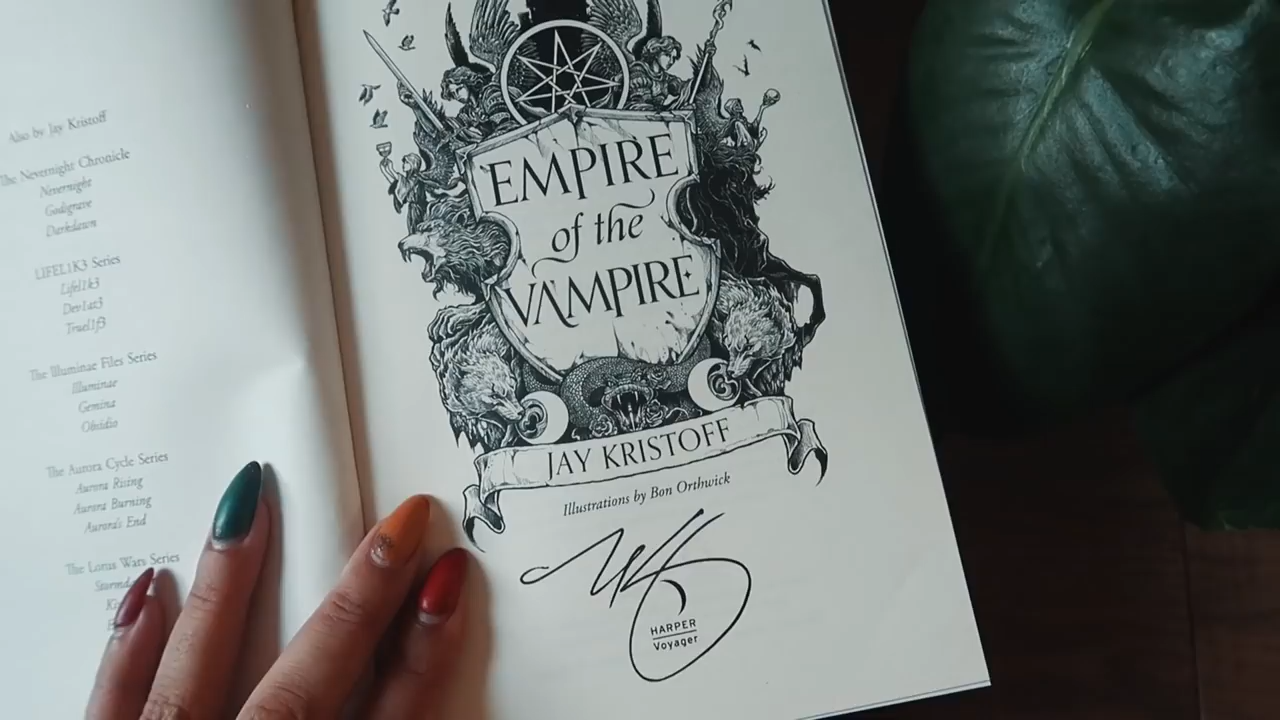 Also by Jay Kristoff
The Nevernight Chronicle
Nevernight
Godsgrave
Darkdawn
LIFEL1K3 Series
Lifel1k3
Dev1at3
Truel1f3
The Illuminae Files Series
Illuminae
Gemina
Obsidio
The Aurora Cycle Series
Aurora Rising
Aurora Burning
Aurora's End
The Lotus Wars Series
EMPIRE
of the
VAMPIRE
JAY KRISTOFF
Illustrations by Bon Orthwick
HARPER
Voyager